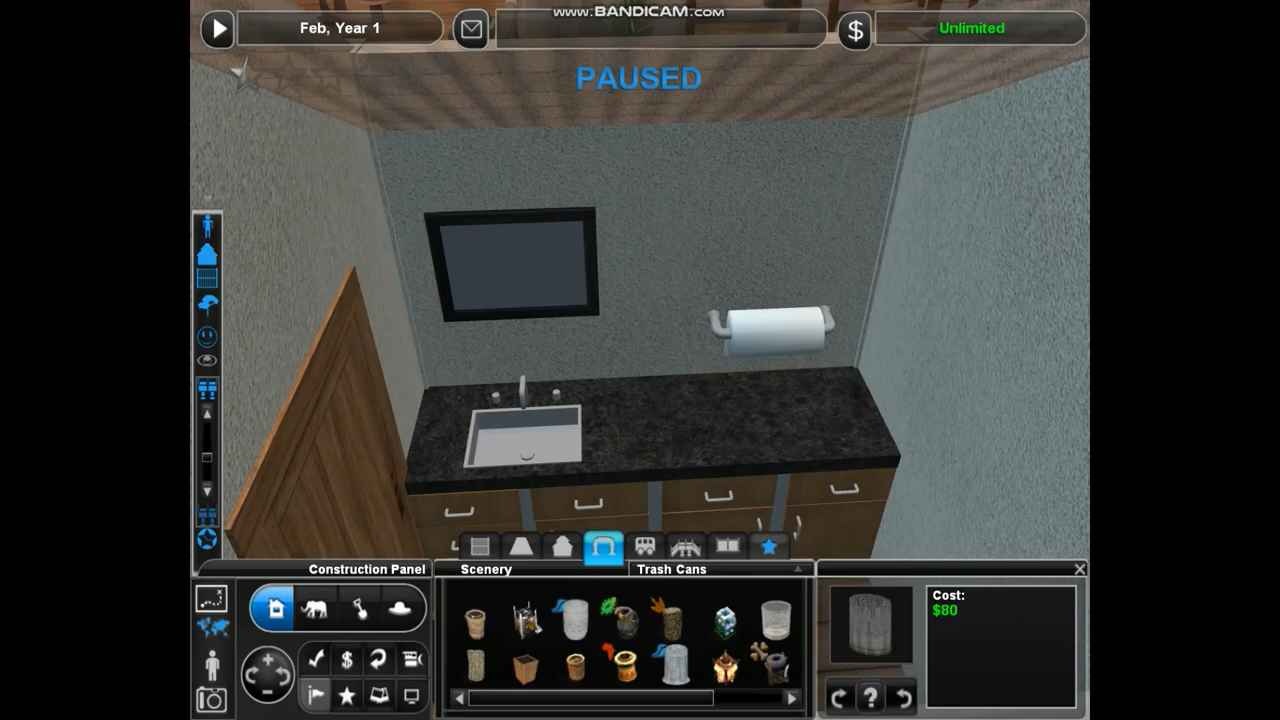 www.BANDICAM.com
Feb, Year 1
$
Unlimited
PAUSED
Construction Panel
Scenery
Trash Cans
Cost:
$80
$
?